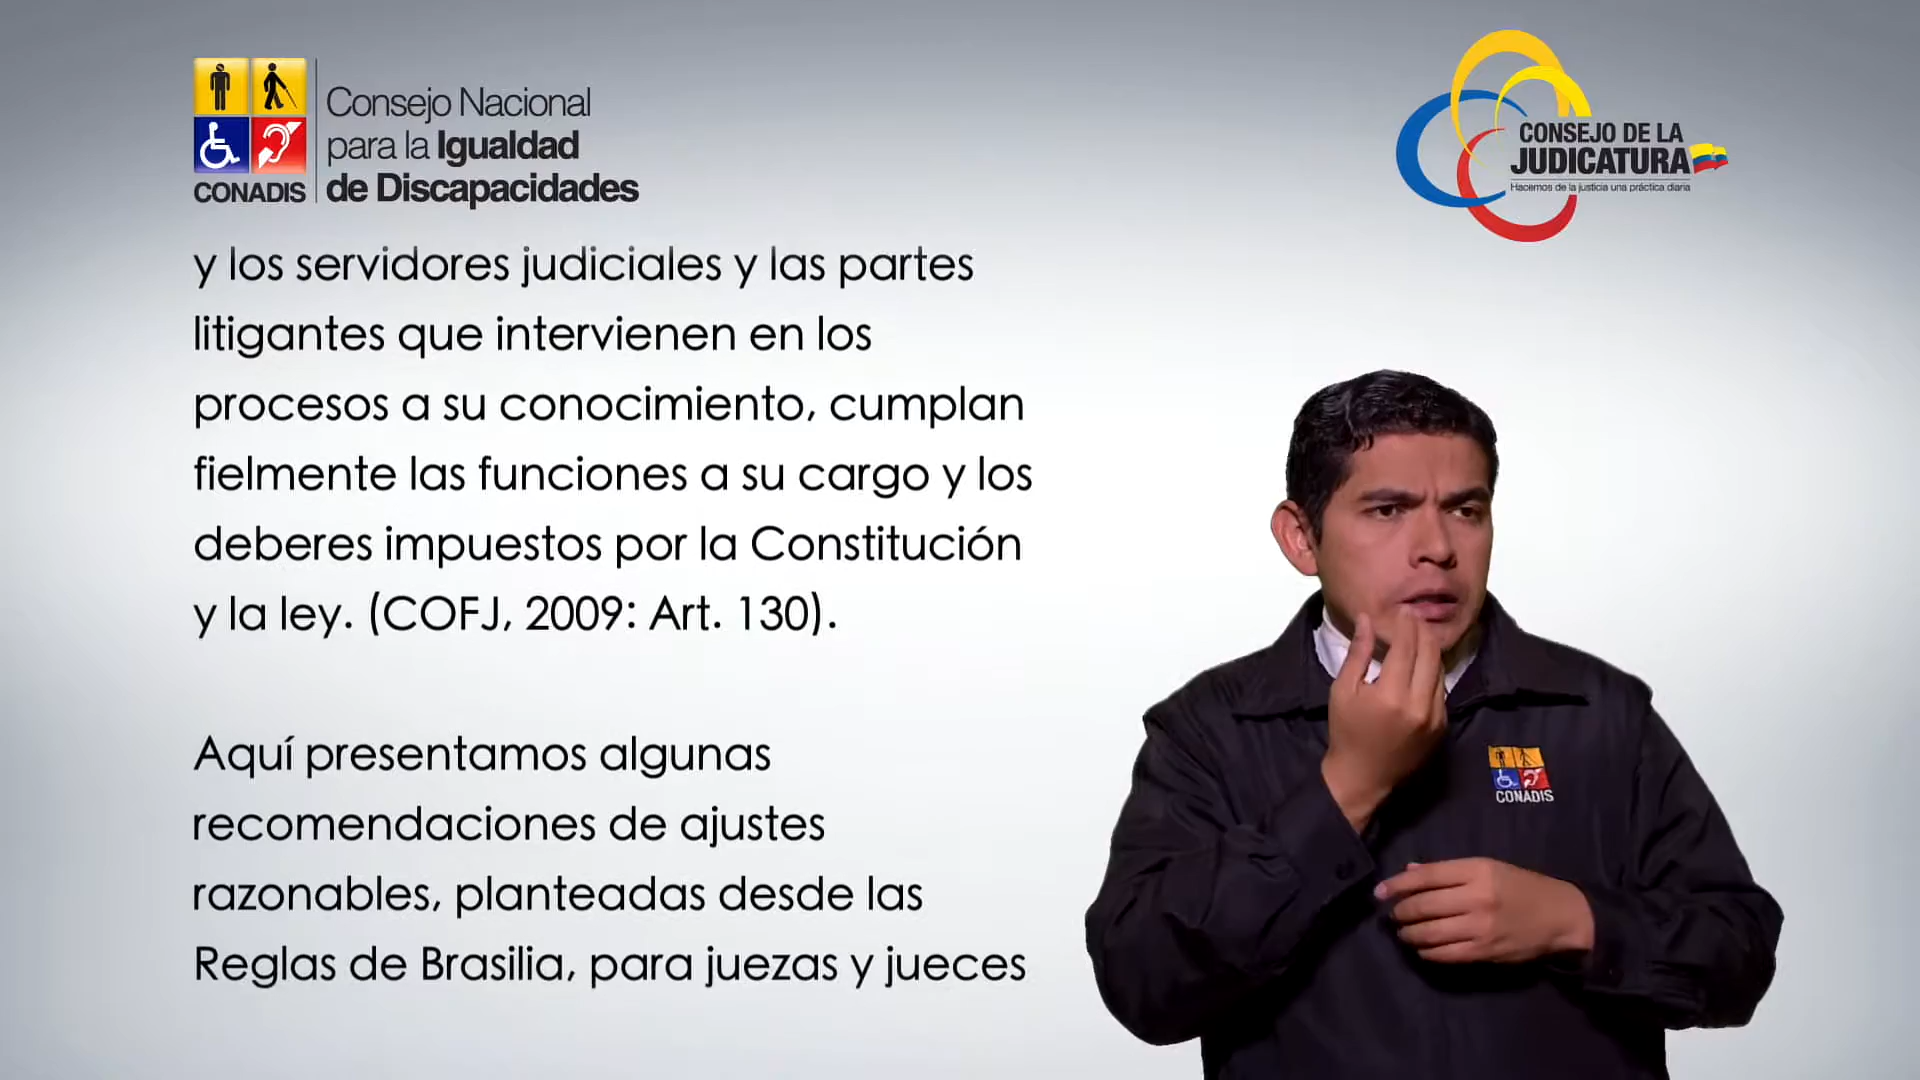 Consejo Nacional
para la Igualdad
de Discapacidades
CONADIS
CONSEJO DE LA
JUDICATURA
Hacemos de la justicia una práctica diaria
y los servidores judiciales y las partes
litigantes que intervienen en los
procesos a su conocimiento, cumplan
fielmente las funciones a su cargo y los
deberes impuestos por la Constitución
y la ley. (COFJ, 2009: Art. 130).
Aquí presentamos algunas
recomendaciones de ajustes
razonables, planteadas desde las
Reglas de Brasilia, para juezas y jueces
CONADIS